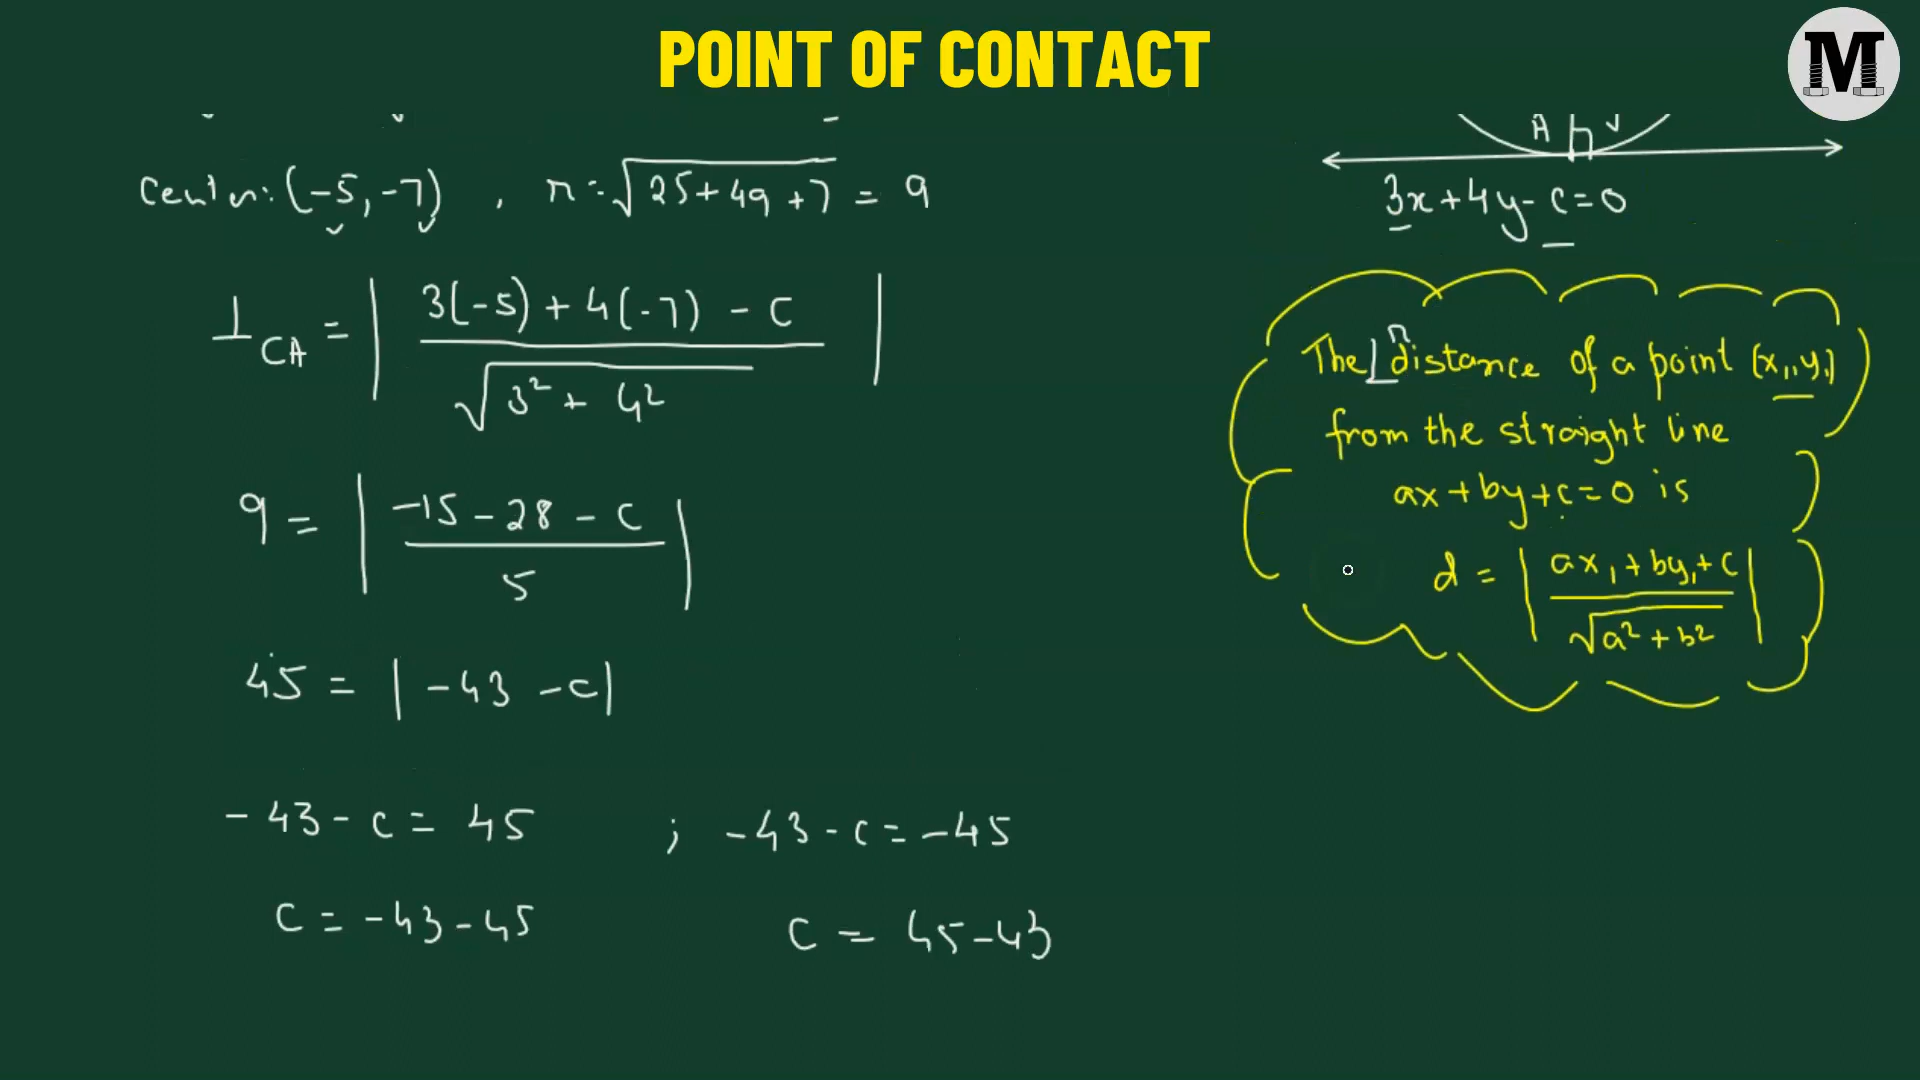 POINT OF CONTACT
M
A
center: (-5, -7) , r = √25+49+7 = 9
3x+4y-c=0
⊥CA = | 3(-5) + 4(-7) - c / √3² + 4² |
9 = | -15 - 28 - c / 5 |
45 = | -43 - c |
-43 - c = 45 ; -43 - c = -45
c = -43 - 45 c = 45 - 43
The ⊥r distance of a point (x₁, y₁)
from the straight line
ax + by + c = 0 is
d = | ax₁ + by₁ + c / √a² + b² |